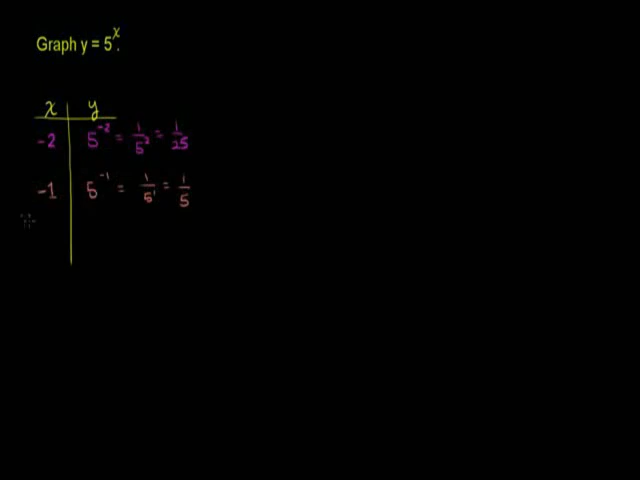 Graph y = 5^x.
x y
-2 5^-2 = 1/5^2 = 1/25
-1 5^-1 = 1/5^1 = 1/5